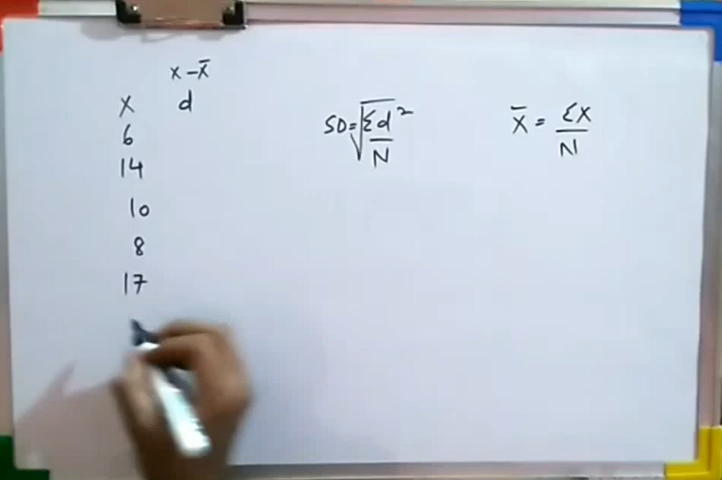 x - x̄
X d
6
14
10
8
17
SD = √Σd²/N
X̄ = ΣX/N